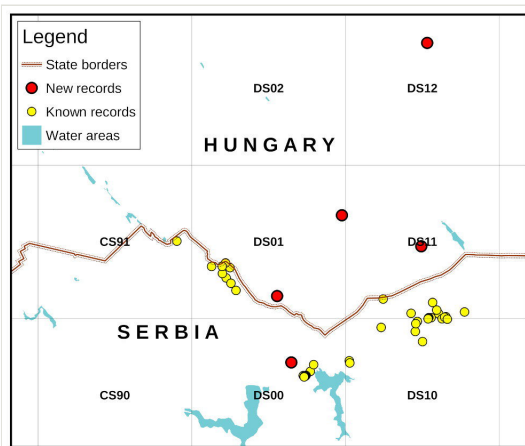 Legend
State borders
New records
Known records
Water areas
DS02
DS12
HUNGARY
CS91
DS01
DS11
SERBIA
CS90
DS00
DS10